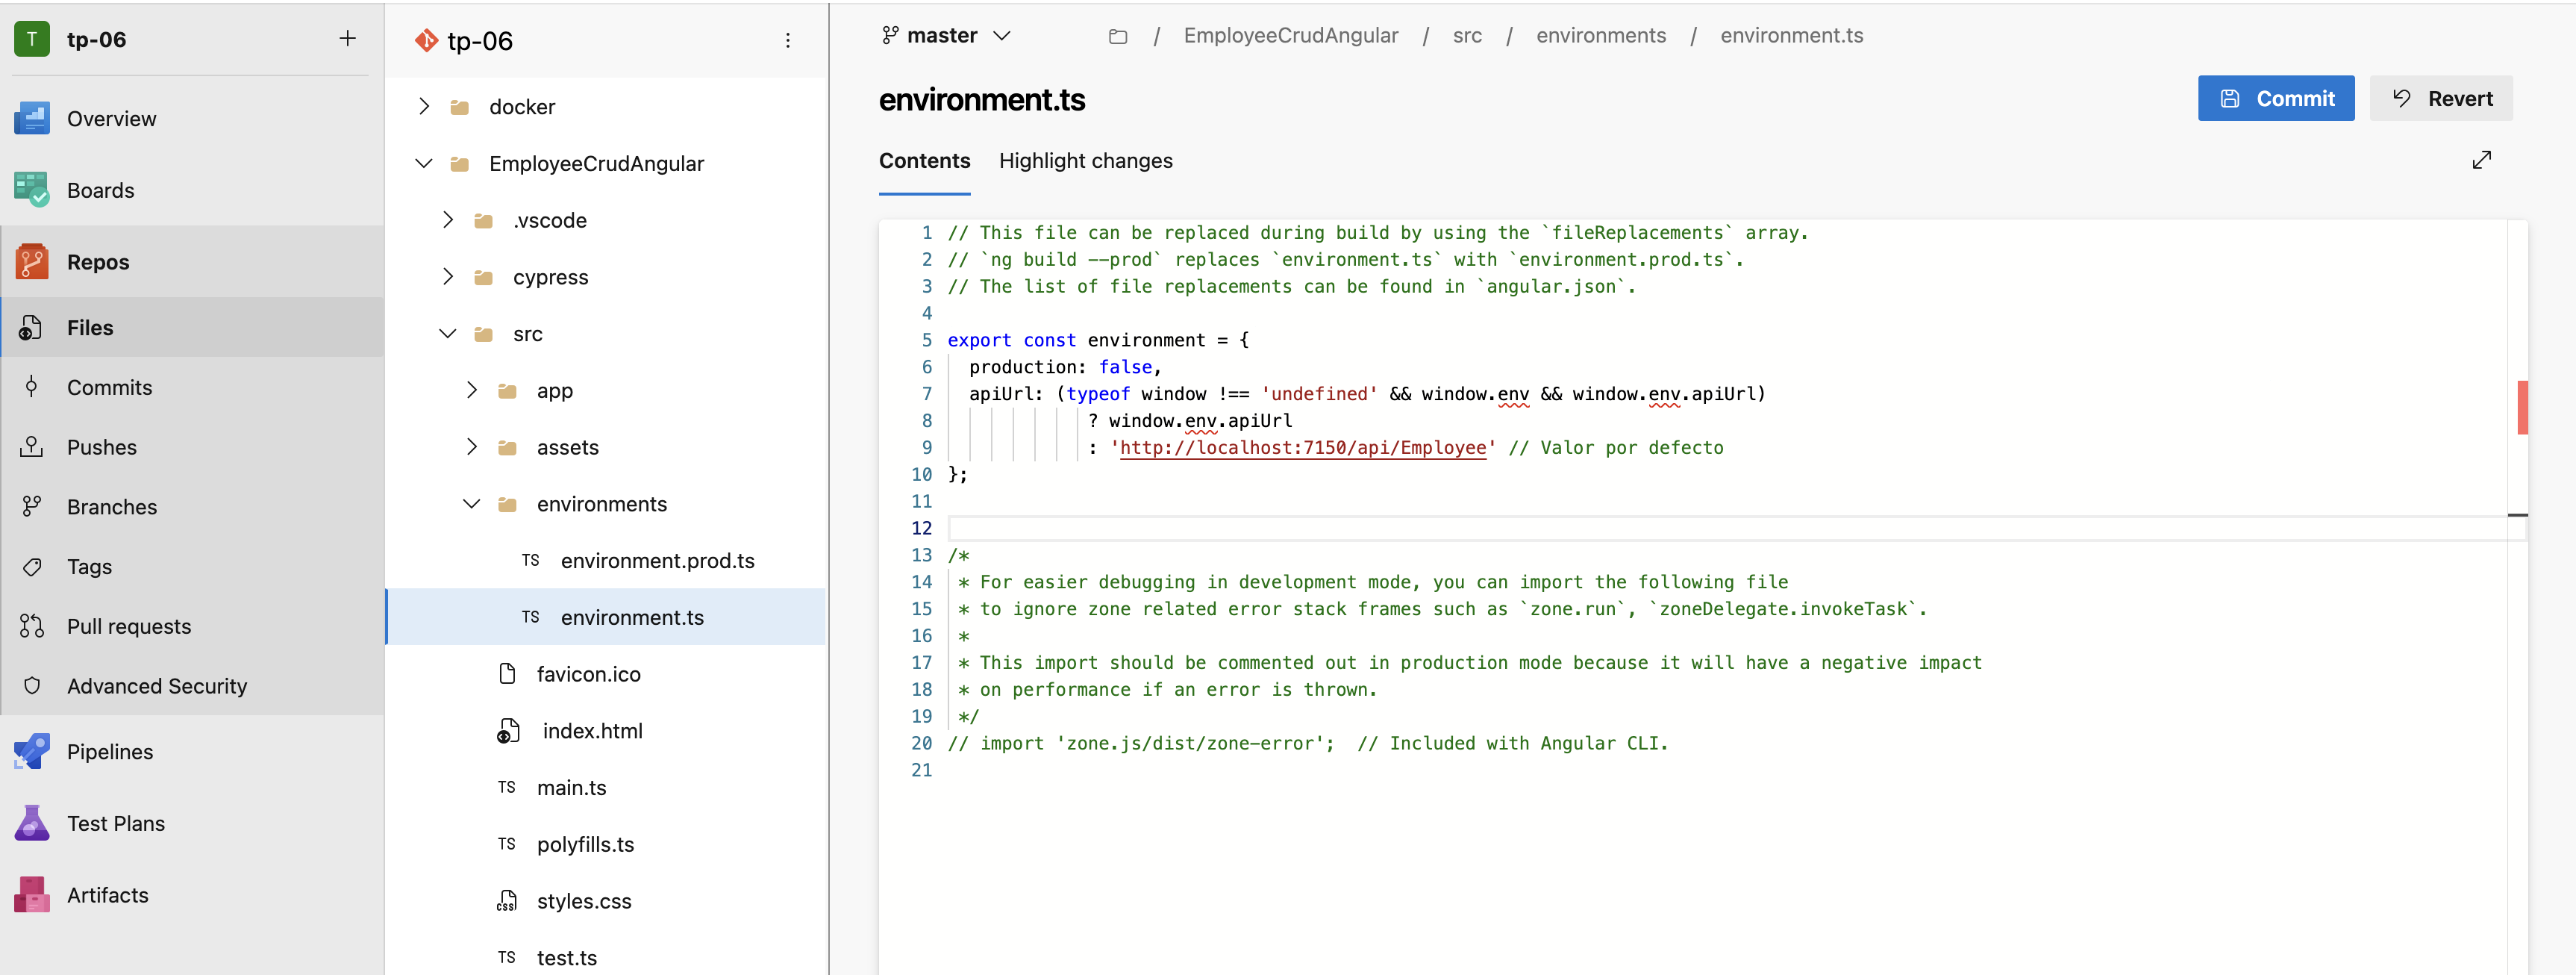 T tp-06
Overview
Boards
Repos
Files
Commits
Pushes
Branches
Tags
Pull requests
Advanced Security
Pipelines
Test Plans
Artifacts
tp-06
docker
EmployeeCrudAngular
.vscode
cypress
src
app
assets
environments
TS environment.prod.ts
TS environment.ts
favicon.ico
index.html
TS main.ts
TS polyfills.ts
css styles.css
TS test.ts
master / EmployeeCrudAngular / src / environments / environment.ts
environment.ts
Commit Revert
Contents Highlight changes
1 // This file can be replaced during build by using the `fileReplacements` array.
2 // `ng build --prod` replaces `environment.ts` with `environment.prod.ts`.
3 // The list of file replacements can be found in `angular.json`.
4
5 export const environment = {
6 production: false,
7 apiUrl: (typeof window !== 'undefined' && window.env && window.env.apiUrl)
8 ? window.env.apiUrl
9 : 'http://localhost:7150/api/Employee' // Valor por defecto
10 };
11
12
13 /*
14 * For easier debugging in development mode, you can import the following file
15 * to ignore zone related error stack frames such as `zone.run`, `zoneDelegate.invokeTask`.
16 *
17 * This import should be commented out in production mode because it will have a negative impact
18 * on performance if an error is thrown.
19 */
20 // import 'zone.js/dist/zone-error';  // Included with Angular CLI.
21